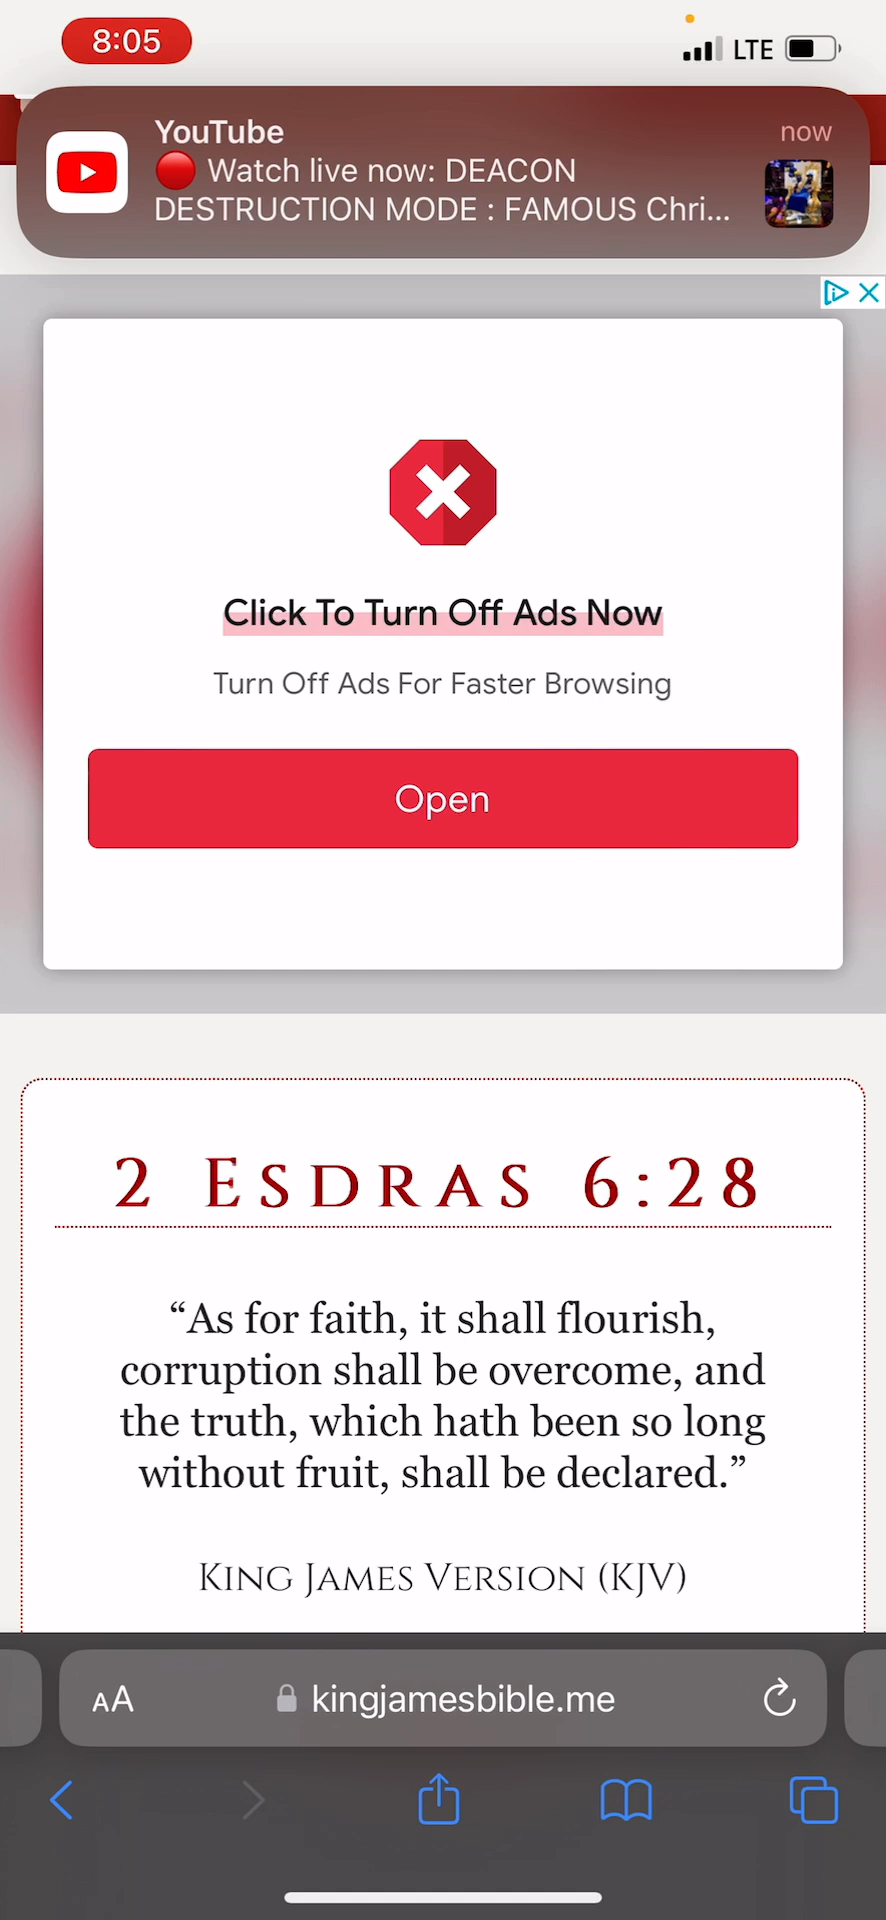 8:05
LTE
YouTube
now
Watch live now: DEACON
DESTRUCTION MODE : FAMOUS Chri...
Click To Turn Off Ads Now
Turn Off Ads For Faster Browsing
Open
2 ESDRAS 6:28
“As for faith, it shall flourish,
corruption shall be overcome, and
the truth, which hath been so long
without fruit, shall be declared.”
KING JAMES VERSION (KJV)
AA
kingjamesbible.me